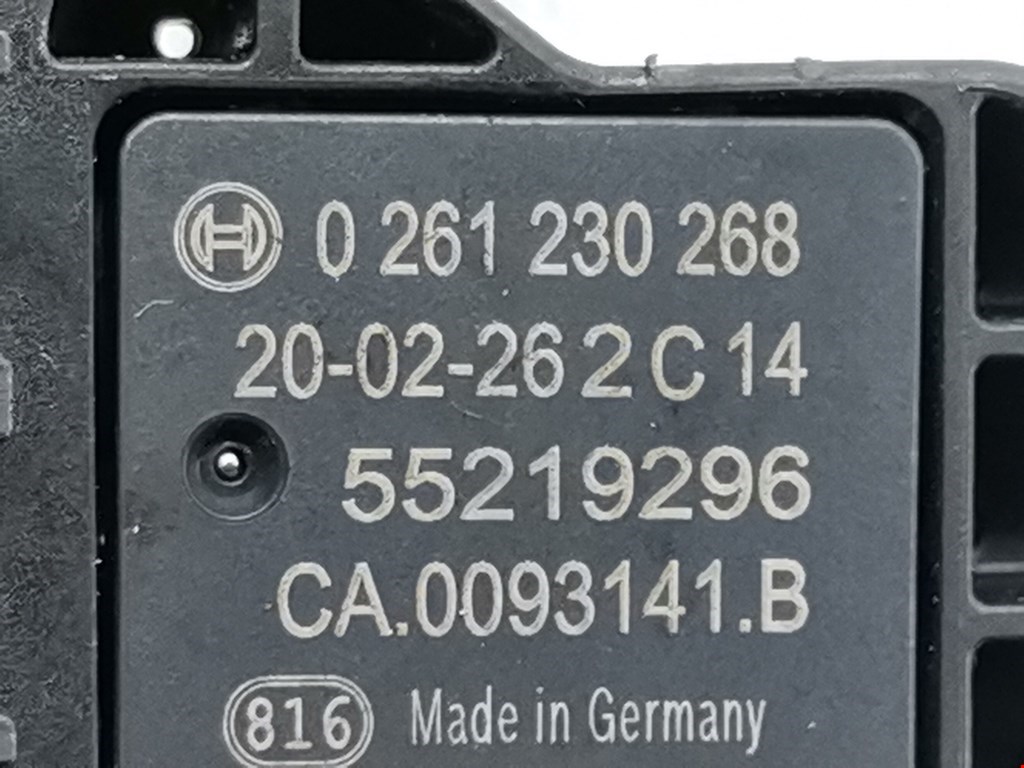 0 261 230 268
20-02-26 2 C 14
55219296
CA.0093141.B
816 Made in Germany